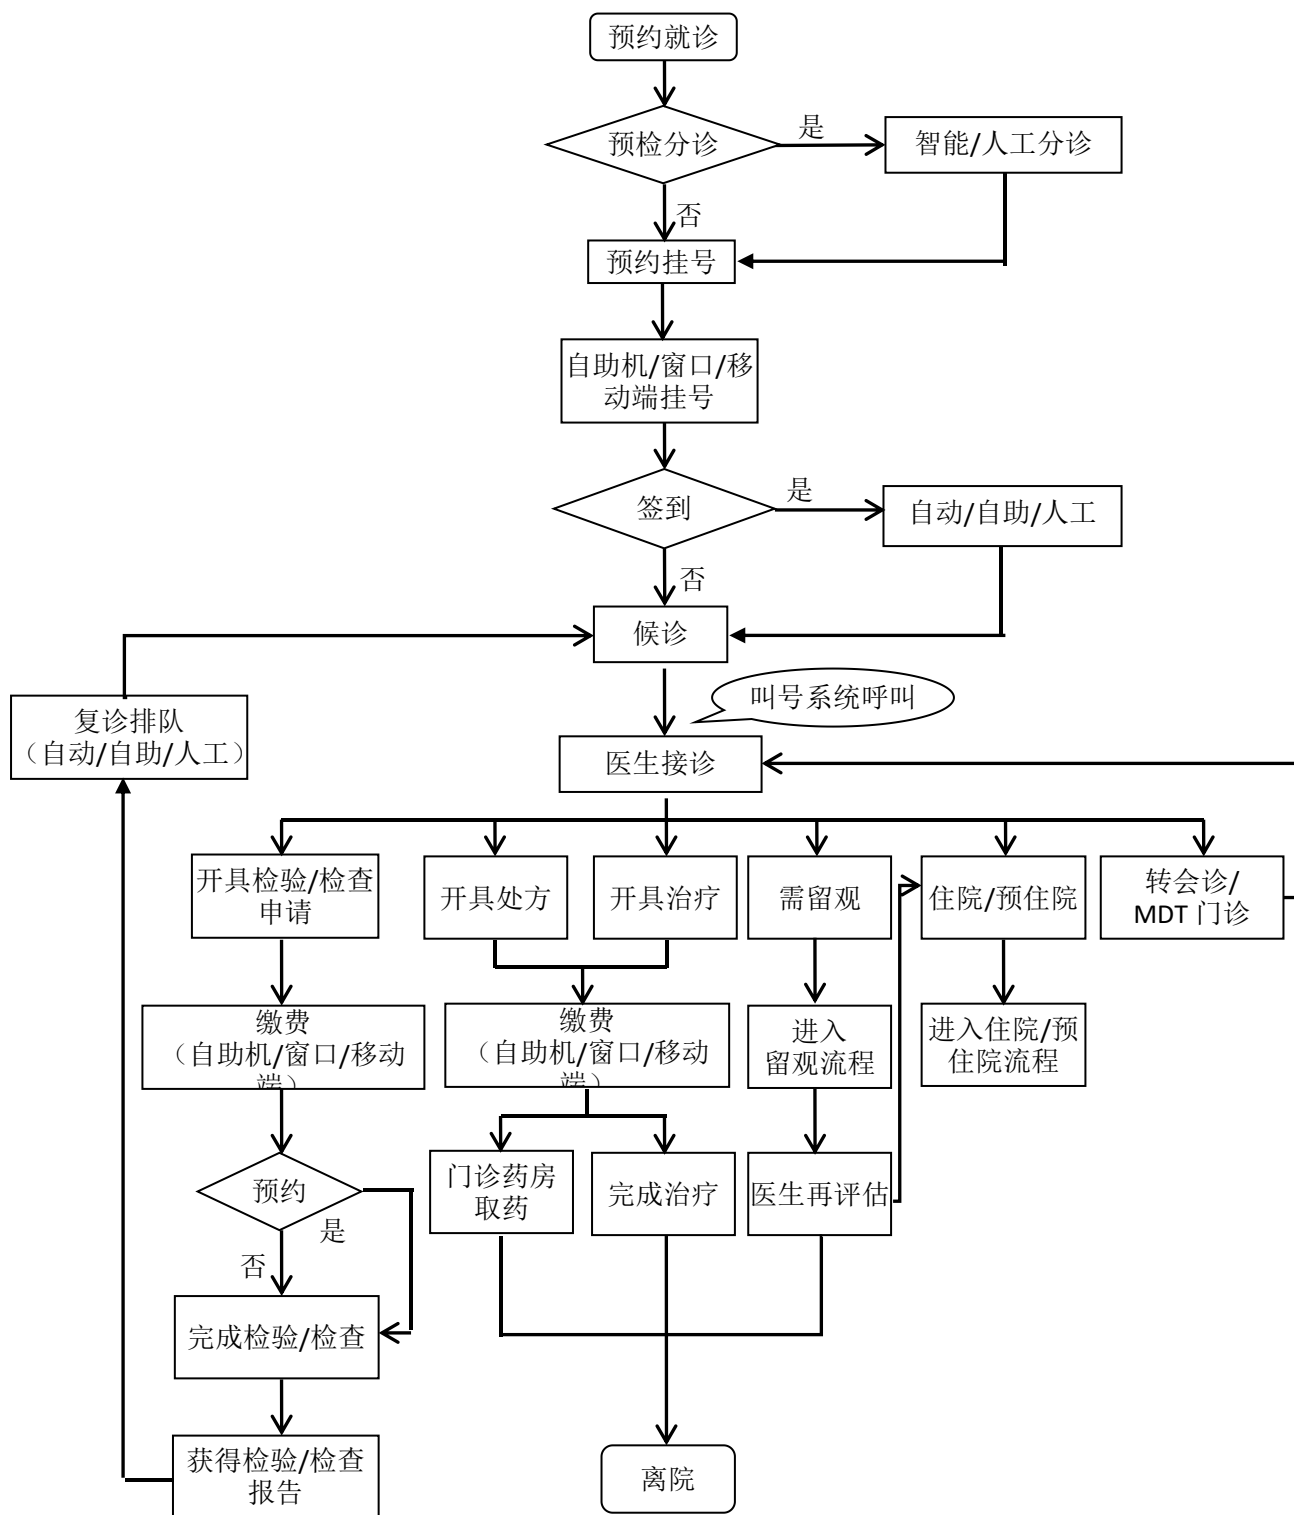 预约就诊
预检分诊
是
智能/人工分诊
否
预约挂号
自助机/窗口/移
动端挂号
签到
是
自动/自助/人工
否
候诊
叫号系统呼叫
复诊排队
（自动/自助/人工）
医生接诊
开具检验/检查
申请
开具处方
开具治疗
需留观
住院/预住院
转会诊/
MDT 门诊
缴费
（自助机/窗口/移动
端）
缴费
（自助机/窗口/移动
端）
进入
留观流程
进入住院/预
住院流程
预约
是
否
门诊药房
取药
完成治疗
医生再评估
完成检验/检查
获得检验/检查
报告
离院